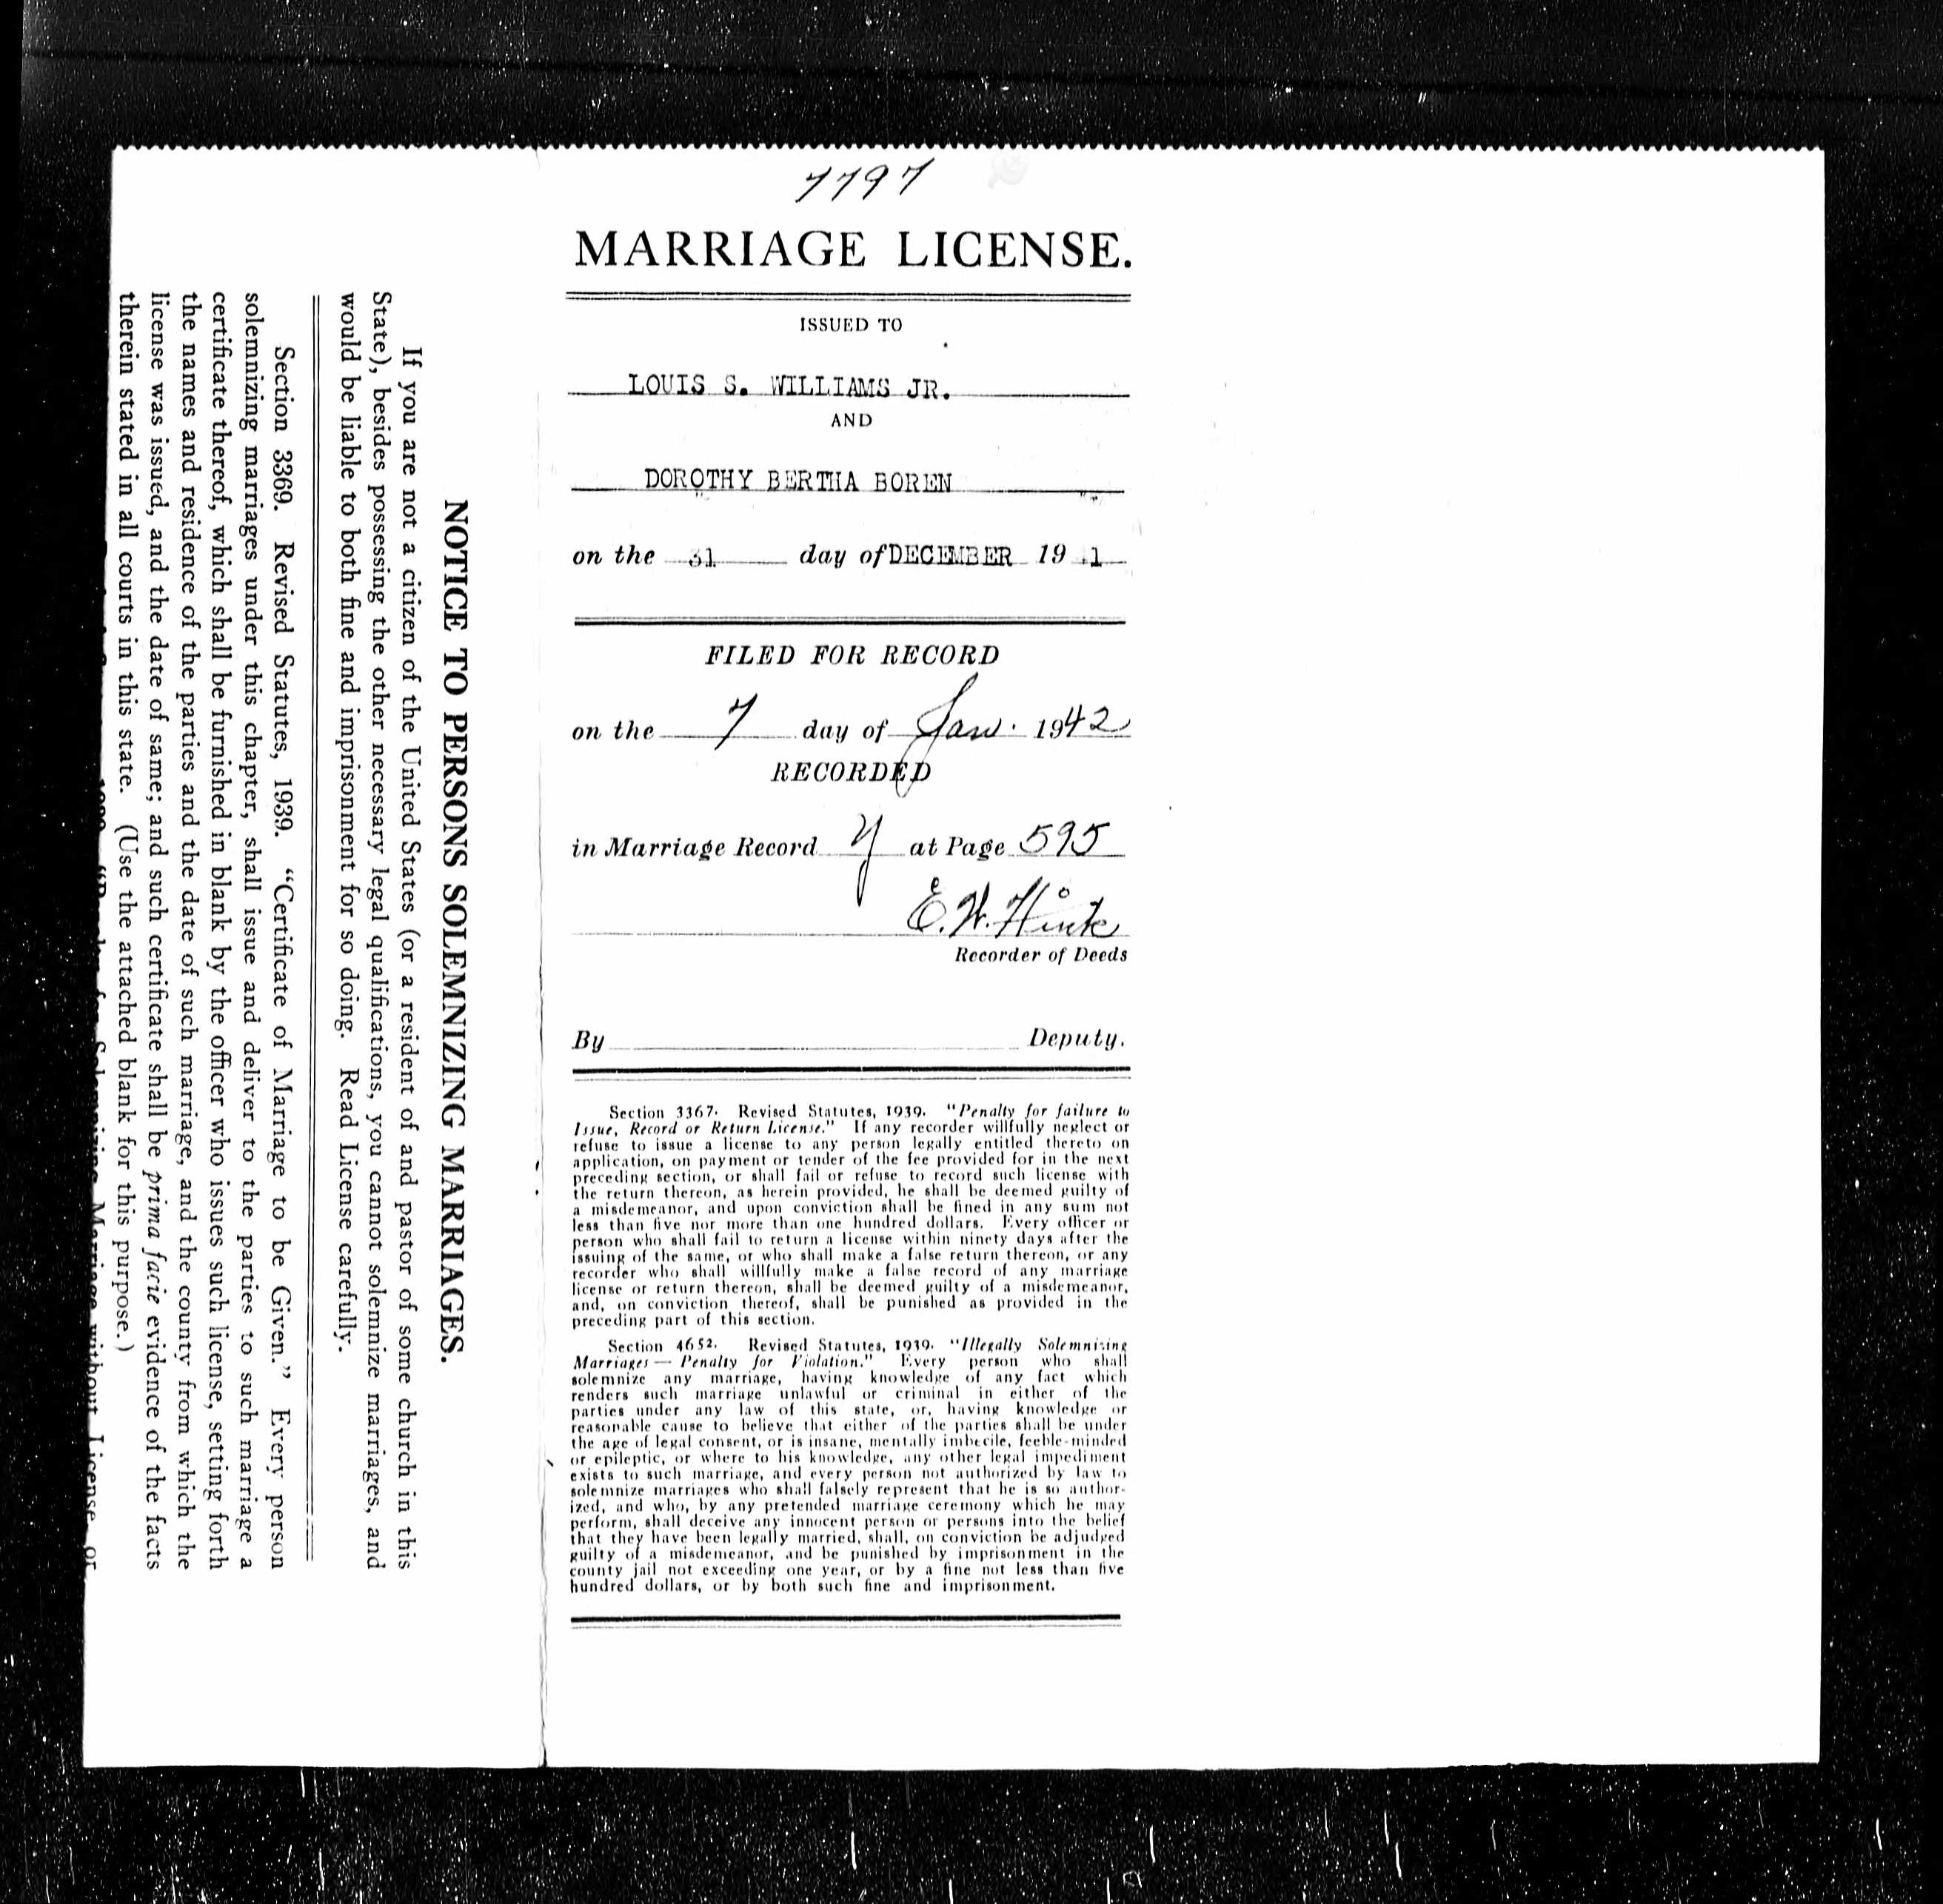 7797
MARRIAGE LICENSE.
ISSUED TO
LOUIS S. WILLIAMS JR.
AND
DOROTHY BERTHA BOREN
on the 31 day of DECEMBER 19 1
FILED FOR RECORD
on the 7 day of Jan. 1942
RECORDED
in Marriage Record Y at Page 595
E. W.
Recorder of Deeds
By Deputy.
Section 3367. Revised Statutes, 1939. "Penalty for failure to
Issue, Record or Return License." If any recorder willfully neglect or
refuse to issue a license to any person legally entitled thereto on
application, on payment or tender of the fee provided for in the next
preceding section, or shall fail or refuse to record such license with
the return thereon, as herein provided, he shall be deemed guilty of
a misdemeanor, and upon conviction shall be fined in any sum not
less than five nor more than one hundred dollars. Every officer or
person who shall fail to return a license within ninety days after the
issuing of the same, or who shall make a false return thereon, or any
recorder who shall willfully make a false record of any marriage
license or return thereon, shall be deemed guilty of a misdemeanor,
and, on conviction thereof, shall be punished as provided in the
preceding part of this section.
Section 4652. Revised Statutes, 1939. "Illegally Solemnizing
Marriages — Penalty for Violation." Every person who shall
solemnize any marriage, having knowledge of any fact which
renders such marriage unlawful or criminal in either of the
parties under any law of this state, or, having knowledge or
reasonable cause to believe that either of the parties shall be under
the age of legal consent, or is insane, mentally imbecile, feeble-minded
or epileptic, or where to his knowledge, any other legal impediment
exists to such marriage, and every person not authorized by law to
solemnize marriages who shall falsely represent that he is so author-
ized, and who, by any pretended marriage ceremony which he may
perform, shall deceive any innocent person or persons into the belief
that they have been legally married, shall, on conviction be adjudged
guilty of a misdemeanor, and be punished by imprisonment in the
county jail not exceeding one year, or by a fine not less than five
hundred dollars, or by both such fine and imprisonment.
NOTICE TO PERSONS SOLEMNIZING MARRIAGES.
If you are not a citizen of the United States (or a resident of and pastor of some church in this
State), besides possessing the other necessary legal qualifications, you cannot solemnize marriages, and
would be liable to both fine and imprisonment for so doing. Read License carefully.
Section 3369. Revised Statutes, 1939. "Certificate of Marriage to be Given." Every person
solemnizing marriages under this chapter, shall issue and deliver to the parties to such marriage a
certificate thereof, which shall be furnished in blank by the officer who issues such license, setting forth
the names and residence of the parties and the date of such marriage, and the county from which the
license was issued, and the date of same; and such certificate shall be prima facie evidence of the facts
therein stated in all courts in this state. (Use the attached blank for this purpose.)
Marriage without License or